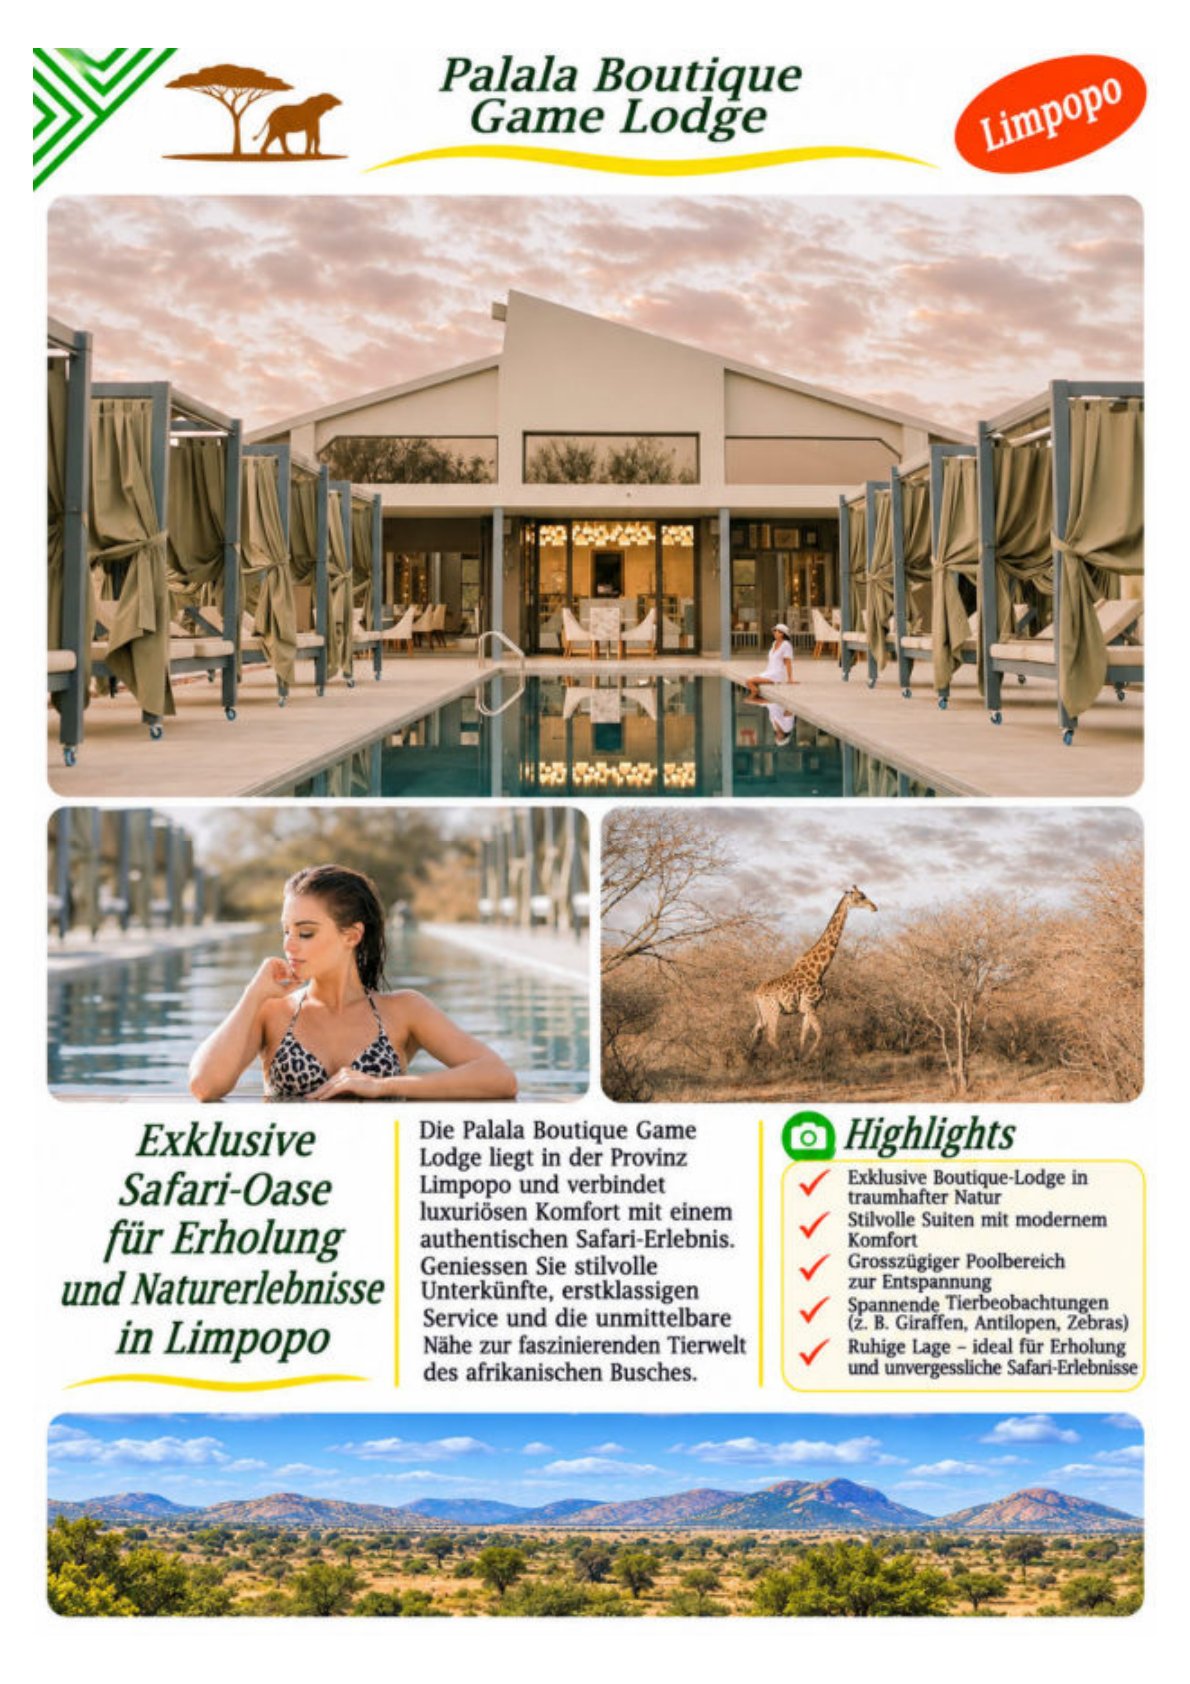 Palala Boutique
Game Lodge
Limpopo
Exklusive
Safari-Oase
für Erholung
und Naturerlebnisse
in Limpopo
Die Palala Boutique Game
Lodge liegt in der Provinz
Limpopo und verbindet
luxuriösen Komfort mit einem
authentischen Safari-Erlebnis.
Geniessen Sie stilvolle
Unterkünfte, erstklassigen
Service und die unmittelbare
Nähe zur faszinierenden Tierwelt
des afrikanischen Busches.
Highlights
Exklusive Boutique-Lodge in
traumhafter Natur
Stilvolle Suiten mit modernem
Komfort
Grosszügiger Poolbereich
zur Entspannung
Spannende Tierbeobachtungen
(z. B. Giraffen, Antilopen, Zebras)
Ruhige Lage – ideal für Erholung
und unvergessliche Safari-Erlebnisse